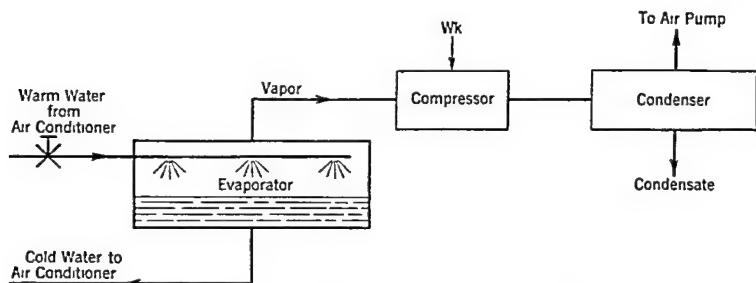 Wk
To Air Pump
Vapor
Warm Water
from
Air Conditioner
Compressor
Condenser
Evaporator
Condensate
Cold Water to
Air Conditioner